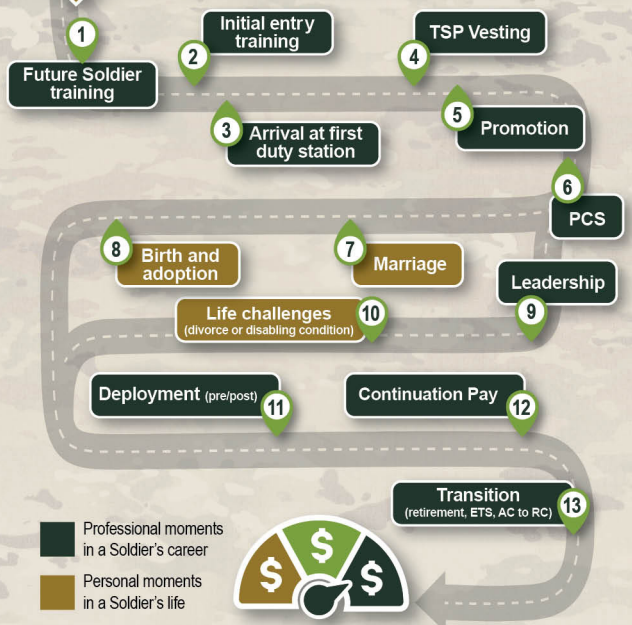 1
Future Soldier
training
2
Initial entry
training
3
Arrival at first
duty station
4
TSP Vesting
5
Promotion
6
PCS
7
Marriage
8
Birth and
adoption
9
Leadership
10
Life challenges
(divorce or disabling condition)
11
Deployment (pre/post)
12
Continuation Pay
13
Transition
(retirement, ETS, AC to RC)
Professional moments
in a Soldier's career
Personal moments
in a Soldier's life
$ $ $